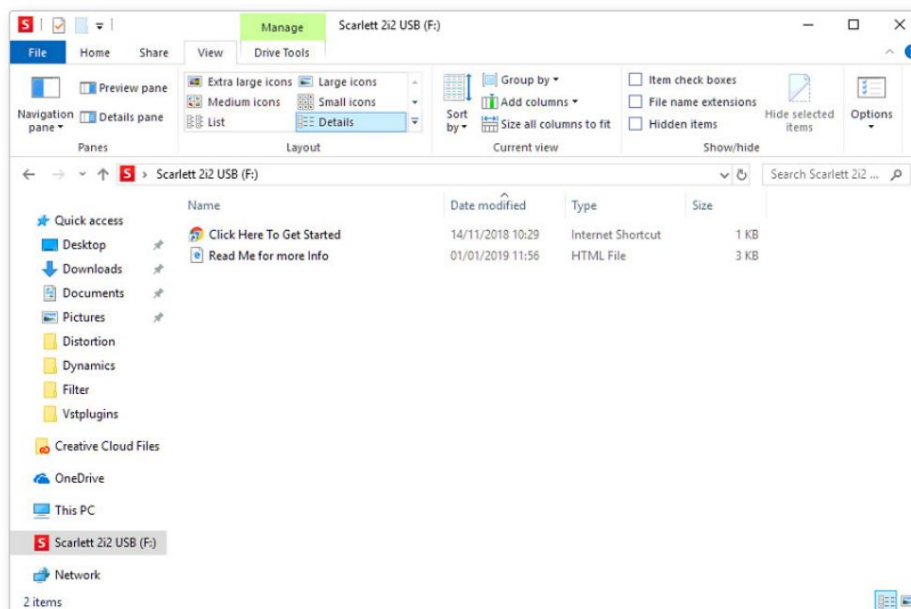 S
Manage
Scarlett 2i2 USB (F:)
File
Home
Share
View
Drive Tools
Navigation pane
Preview pane
Details pane
Panes
Extra large icons
Large icons
Medium icons
Small icons
List
Details
Layout
Sort by
Group by
Add columns
Size all columns to fit
Current view
Item check boxes
File name extensions
Hidden items
Hide selected items
Show/hide
Options
S
Scarlett 2i2 USB (F:)
Search Scarlett 2i2 ...
Name
Date modified
Type
Size
Click Here To Get Started
14/11/2018 10:29
Internet Shortcut
1 KB
Read Me for more Info
01/01/2019 11:56
HTML File
3 KB
Quick access
Desktop
Downloads
Documents
Pictures
Distortion
Dynamics
Filter
Vstplugins
Creative Cloud Files
OneDrive
This PC
S
Scarlett 2i2 USB (F:)
Network
2 items